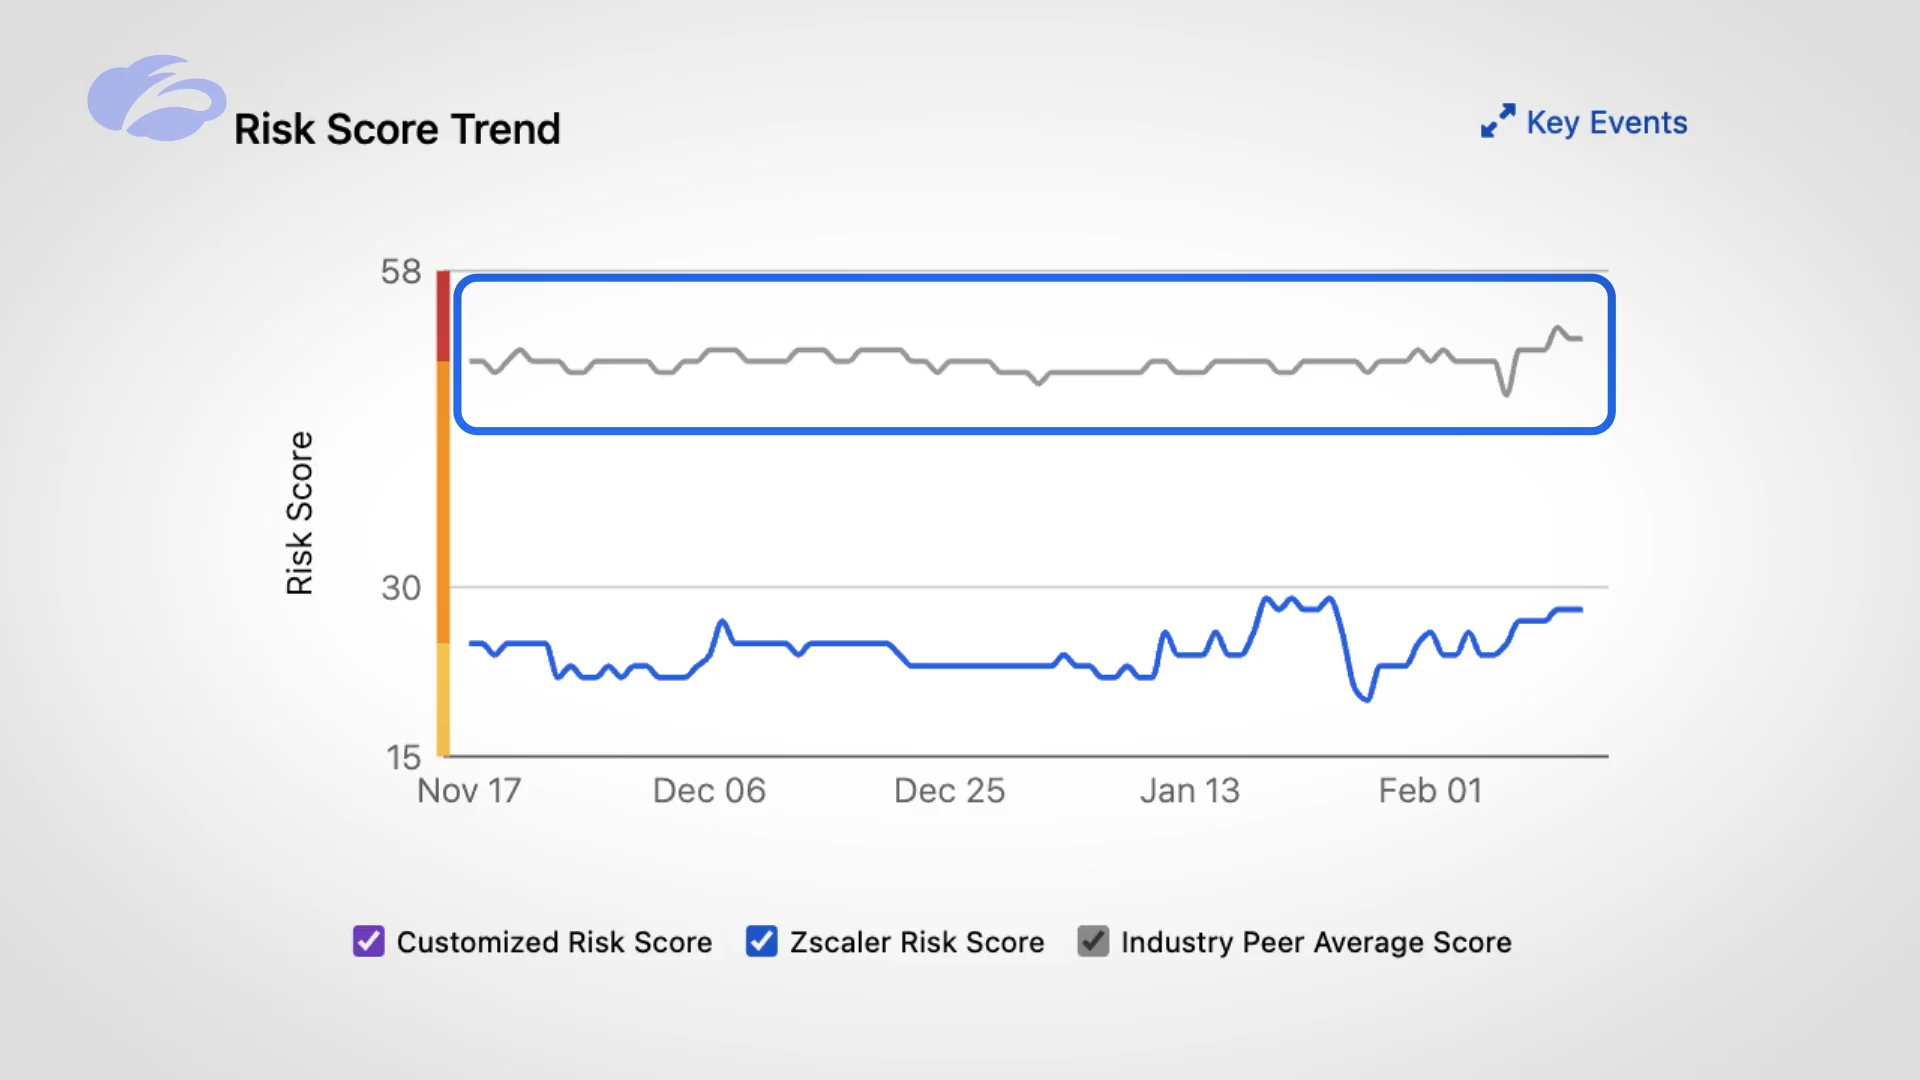 Risk Score Trend
Key Events
58
30
15
Risk Score
Nov 17
Dec 06
Dec 25
Jan 13
Feb 01
Customized Risk Score
Zscaler Risk Score
Industry Peer Average Score